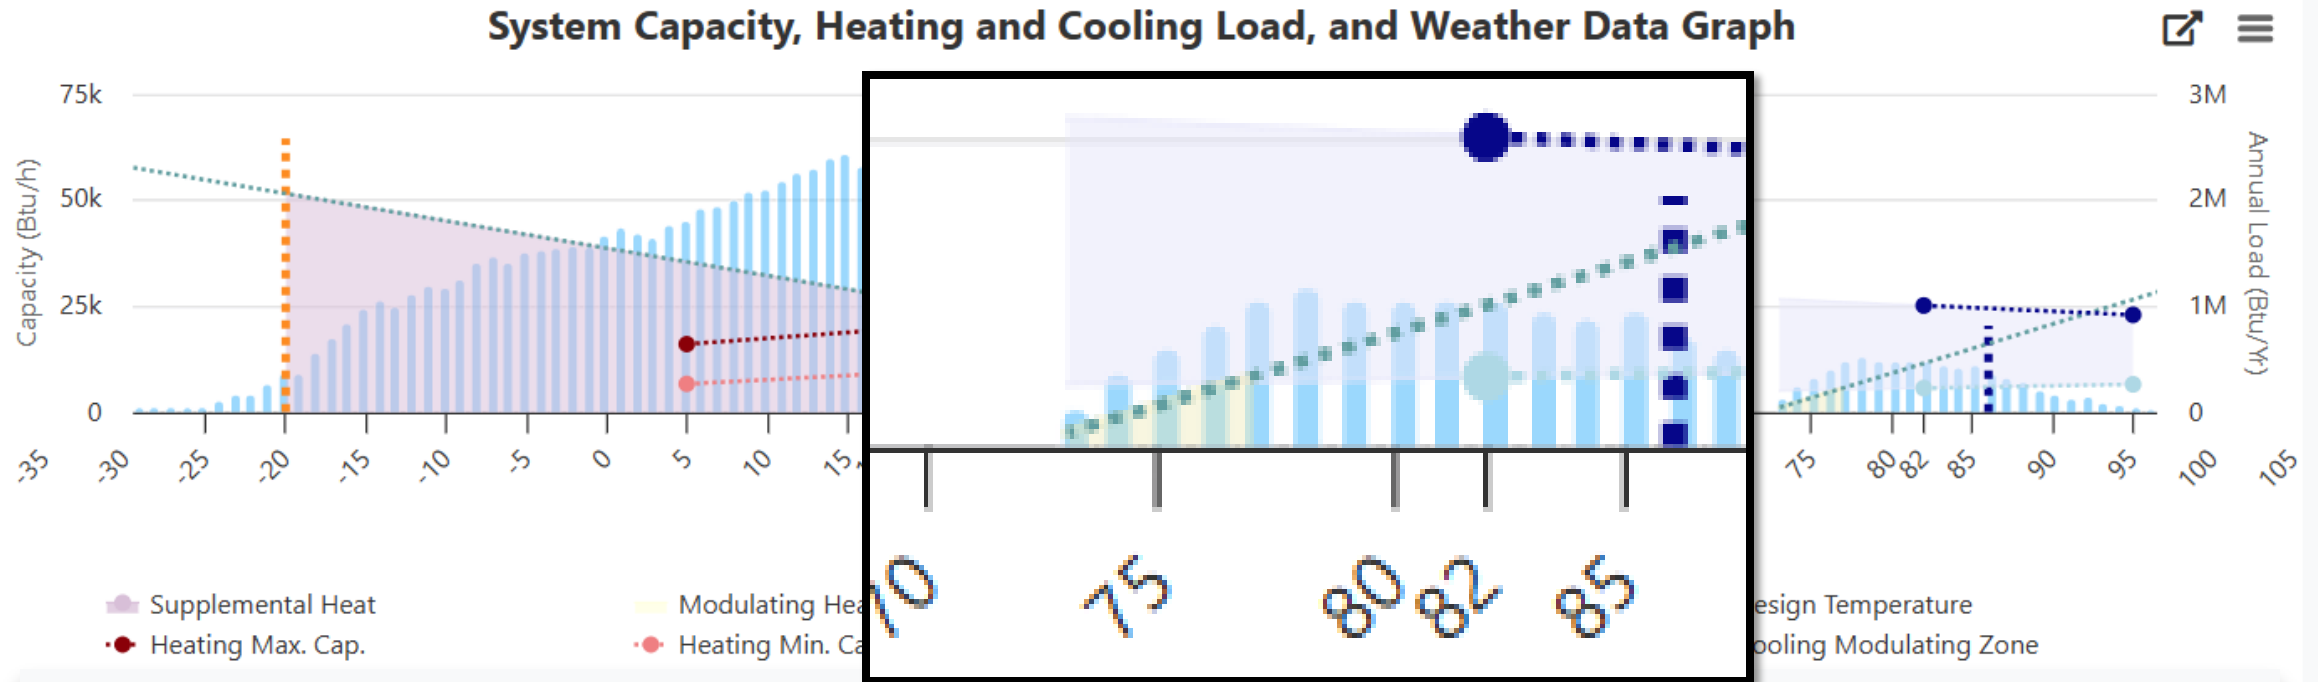 System Capacity, Heating and Cooling Load, and Weather Data Graph
75k
50k
25k
0
Capacity (Btu/h)
3M
2M
1M
0
Annual Load (Btu/Yr)
-35 -30 -25 -20 -15 -10 -5 0 5 10 15
70 75 80 82 85
75 80 82 85 90 95 100 105
Supplemental Heat
Modulating Hea
esign Temperature
Heating Max. Cap.
Heating Min. Ca
ooling Modulating Zone